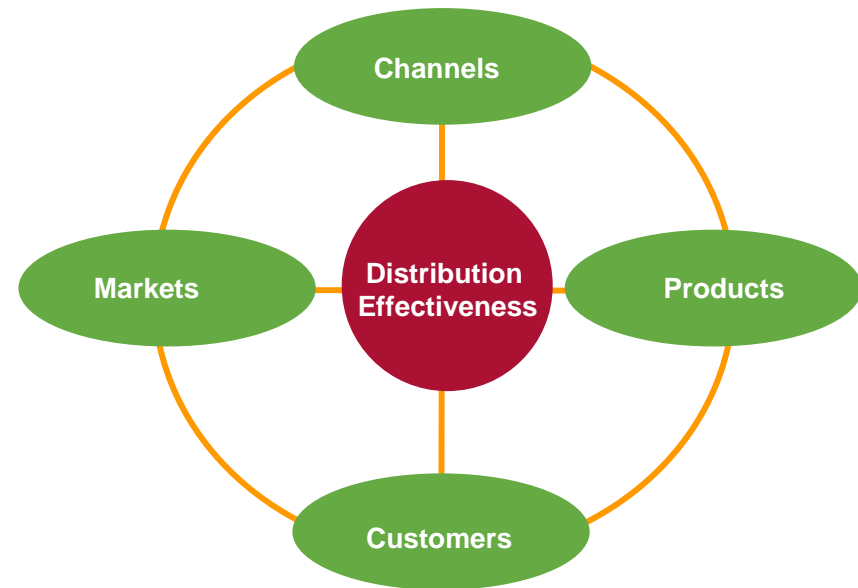 Channels
Markets
Distribution
Effectiveness
Products
Customers